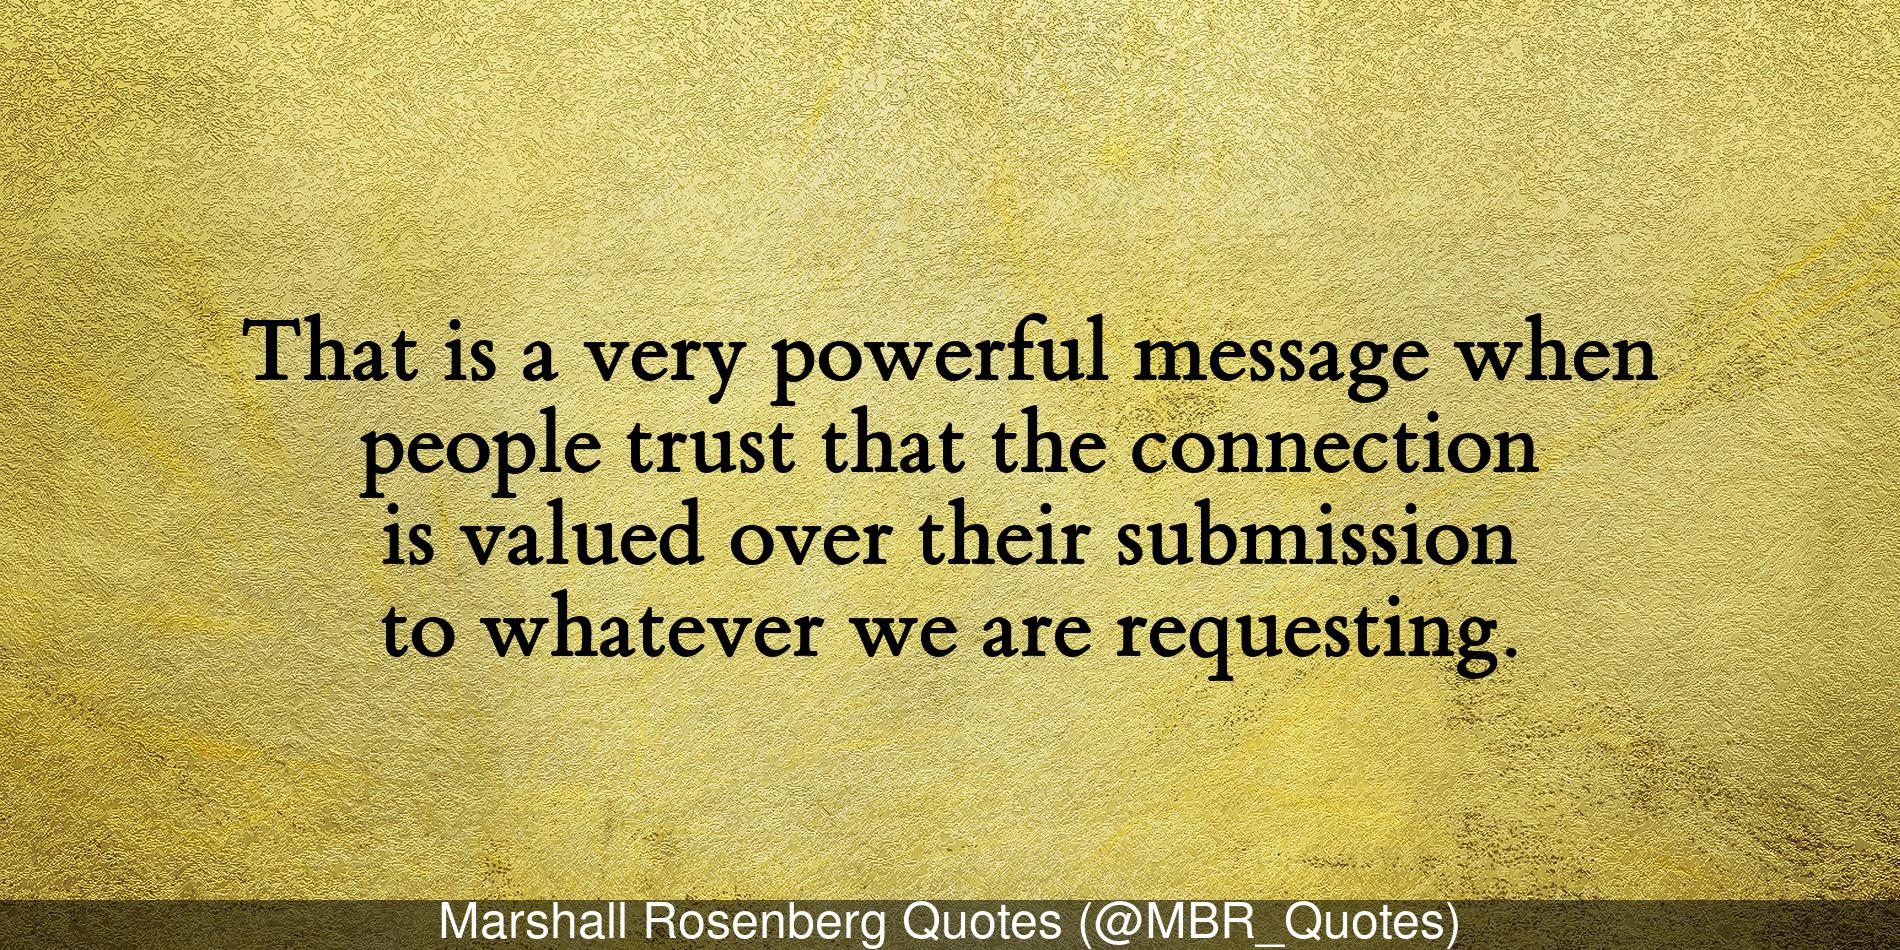 That is a very powerful message when
people trust that the connection
is valued over their submission
to whatever we are requesting.
Marshall Rosenberg Quotes (@MBR_Quotes)